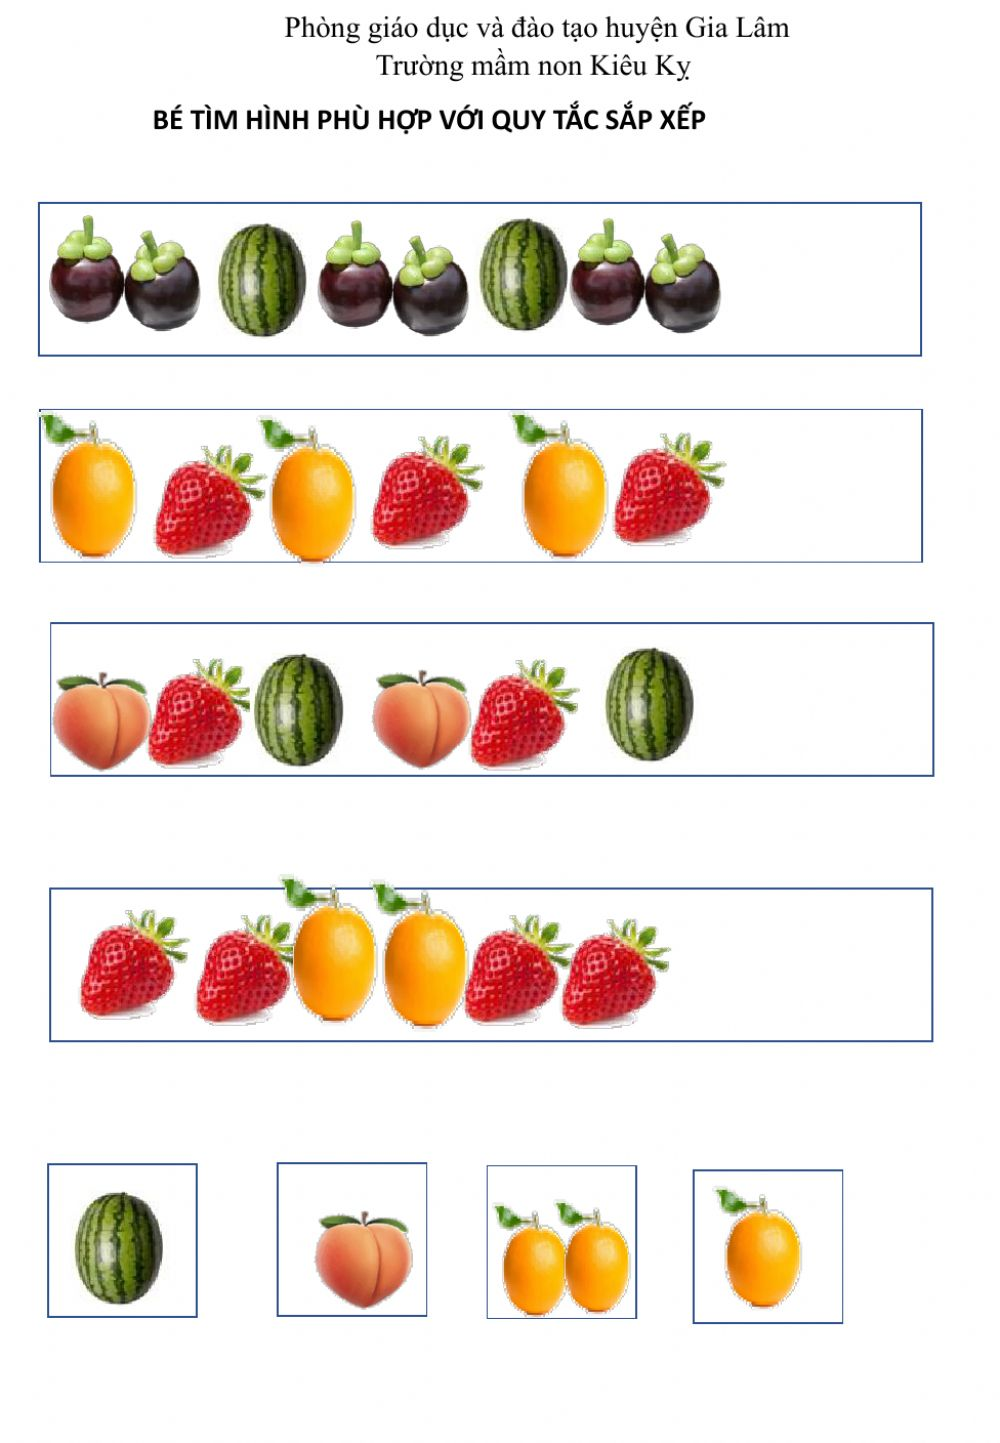 Phòng giáo dục và đào tạo huyện Gia Lâm
Trường mầm non Kiêu Kỵ
BÉ TÌM HÌNH PHÙ HỢP VỚI QUY TẮC SẮP XẾP